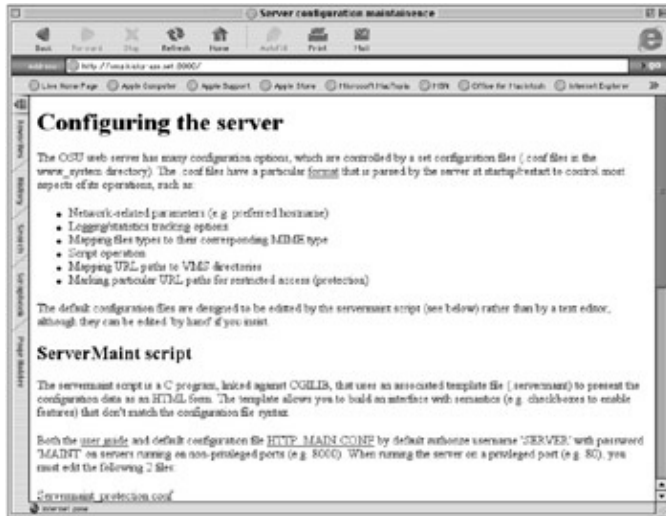 Server configuration maintainence
Back Forward Stop Refresh Home AutoFill Print Mail
Live Home Page Apple Computer Apple Support Apple Store Microsoft MacTopia MSN Office for Macintosh Internet Explorer
Favorites
History
Search
Scrapbook
Page Holder
Configuring the server
The OSU web server has many configuration options, which are controlled by a set configuration files (.conf files in the
www_system directory). The .conf files have a particular format that is parsed by the server at startup/restart to control most
aspects of its operations, such as:
Network-related parameters (e.g. preferred hostname)
Logging/statistics tracking options
Mapping files types to their corresponding MIME type
Script operation
Mapping URL paths to VMS directories
Marking particular URL paths for restricted access (protection)
The default configuration files are designed to be edited by the servermaint script (see below) rather than by a text editor,
although they can be edited 'by hand' if you insist.
ServerMaint script
The servermaint script is a C program, linked against CGILIB, that uses an associated template file (.servermaint) to present the
configuration data as an HTML form. The template allows you to build an interface with semantics (e.g. checkboxes to enable
features) that don't match the configuration file syntax.
Both the user guide and default configuration file HTTP_MAIN.CONF by default authorize username 'SERVER' with password
'MAINT' on servers running on non-privileged ports (e.g. 8000). When running the server on a privileged port (e.g. 80), you
must edit the following 2 files:
Servermaint_protection.conf
Internet zone